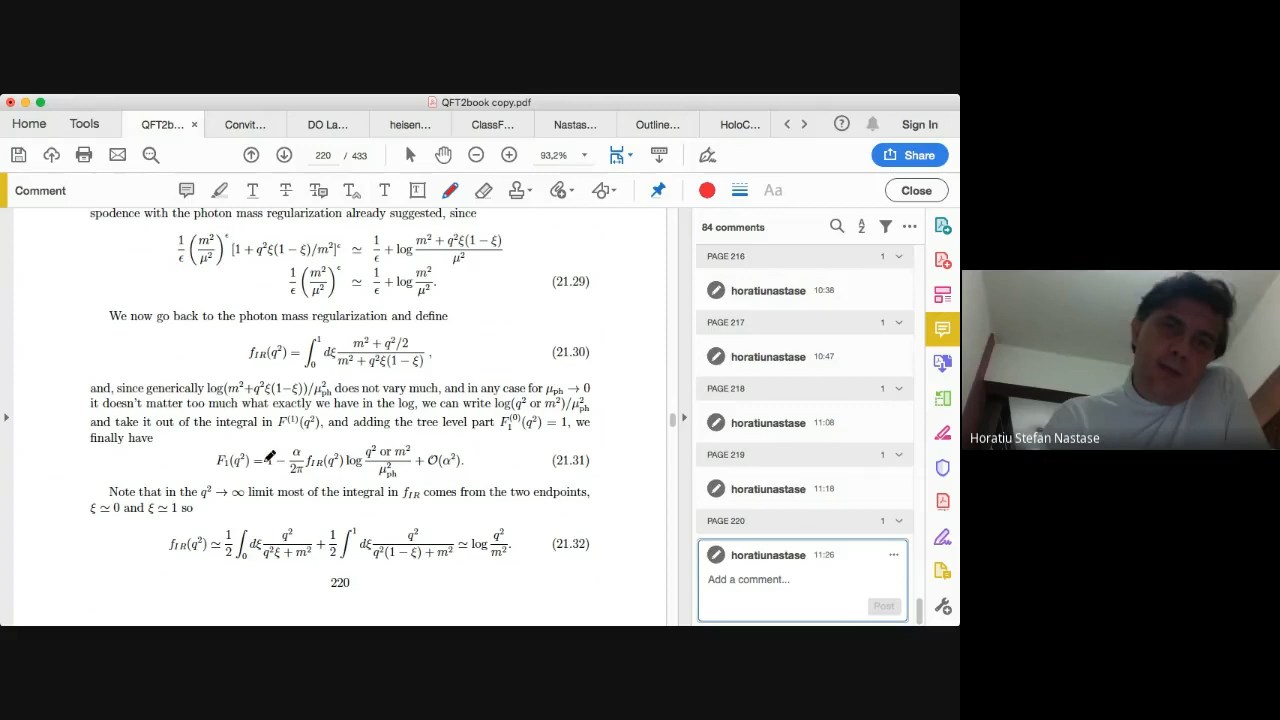 QFT2book copy.pdf
Home
Tools
QFT2b... ×
Convit...
DO La...
heisen...
ClassF...
Nastas...
Outline...
HoloC...
Sign In
220 / 433
93,2%
Share
Comment
Aa
Close
spodence with the photon mass regularization already suggested, since
1/ε (m²/μ²)^ε [1 + q²ξ(1 − ξ)/m²]^ε ≃ 1/ε + log (m² + q²ξ(1 − ξ))/μ²
1/ε (m²/μ²)^ε ≃ 1/ε + log m²/μ². (21.29)
We now go back to the photon mass regularization and define
f_IR(q²) = ∫₀¹ dξ (m² + q²/2)/(m² + q²ξ(1 − ξ)) , (21.30)
and, since generically log(m²+q²ξ(1−ξ))/μ²_ph, does not vary much, and in any case for μ_ph → 0
it doesn't matter too much what exactly we have in the log, we can write log(q² or m²)/μ²_ph
and take it out of the integral in F^(1)(q²), and adding the tree level part F₁^(0)(q²) = 1, we
finally have
F₁(q²) = − α/2π f_IR(q²) log (q² or m²)/μ²_ph + O(α²). (21.31)
Note that in the q² → ∞ limit most of the integral in f_IR comes from the two endpoints,
ξ ≃ 0 and ξ ≃ 1 so
f_IR(q²) ≃ 1/2 ∫₀ dξ q²/(q²ξ + m²) + 1/2 ∫¹ dξ q²/(q²(1 − ξ) + m²) ≃ log q²/m². (21.32)
220
84 comments
PAGE 216 1
horatiunastase 10:38
PAGE 217 1
horatiunastase 10:47
PAGE 218 1
horatiunastase 11:08
PAGE 219 1
horatiunastase 11:18
PAGE 220 1
horatiunastase 11:26
Add a comment...
Post
Horatiu Stefan Nastase